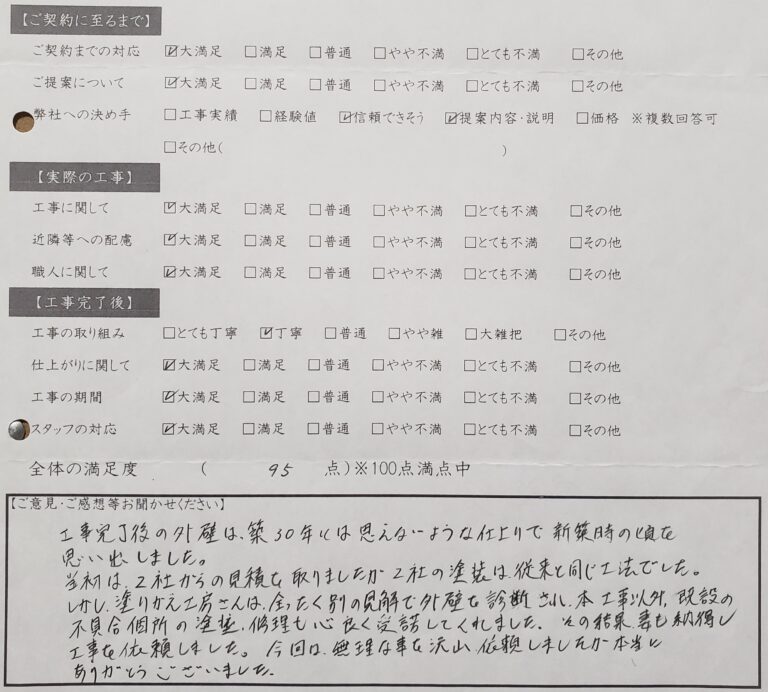 【ご契約に至るまで】
ご契約までの対応 ☑大満足 □満足 □普通 □やや不満 □とても不満 □その他
ご提案について ☑大満足 □満足 □普通 □やや不満 □とても不満 □その他
弊社への決め手 □工事実績 □経験値 ☑信頼できそう ☑提案内容・説明 □価格 ※複数回答可
□その他( )
【実際の工事】
工事に関して ☑大満足 □満足 □普通 □やや不満 □とても不満 □その他
近隣等への配慮 ☑大満足 □満足 □普通 □やや不満 □とても不満 □その他
職人に関して ☑大満足 □満足 □普通 □やや不満 □とても不満 □その他
【工事完了後】
工事の取り組み □とても丁寧 ☑丁寧 □普通 □やや雑 □大雑把 □その他
仕上がりに関して ☑大満足 □満足 □普通 □やや不満 □とても不満 □その他
工事の期間 ☑大満足 □満足 □普通 □やや不満 □とても不満 □その他
スタッフの対応 ☑大満足 □満足 □普通 □やや不満 □とても不満 □その他
全体の満足度 ( 95 点)※100点満点中
【ご意見・ご感想等お聞かせください】
工事完了後の外壁は、築30年には思えないような仕上りで新築時の頃を
思い出しました。
当初は、2社からの見積を取りましたが2社の塗装は従来と同じ工法でした。
しかし、塗りかえ工房さんは、全ったく別の見解で外壁を診断され、本工事以外、既設の
不具合個所の塗装、修理も心良く受諾してくれました。その結果、妻も納得し
工事を依頼しました。今回は、無理な事を沢山依頼しましたが本当に
ありがとうございました。